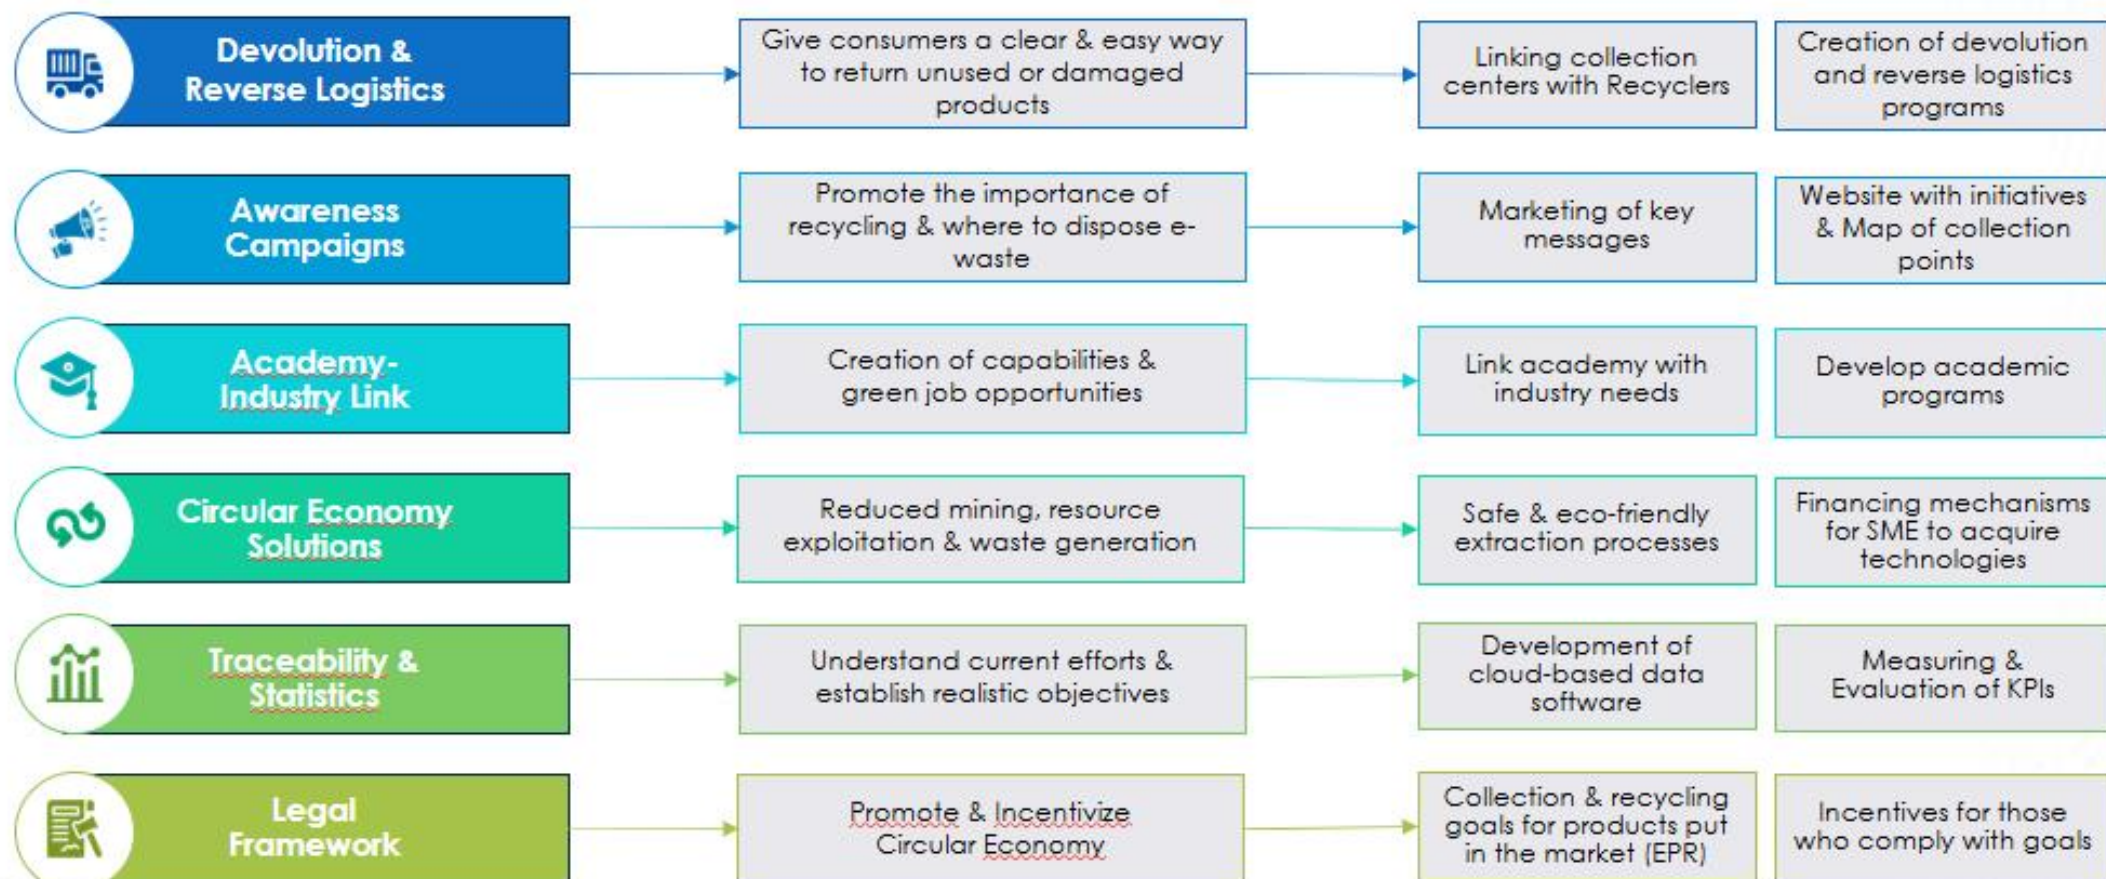 Devolution &
Reverse Logistics
Give consumers a clear & easy way
to return unused or damaged
products
Linking collection
centers with Recyclers
Creation of devolution
and reverse logistics
programs
Awareness
Campaigns
Promote the importance of
recycling & where to dispose e-
waste
Marketing of key
messages
Website with initiatives
& Map of collection
points
Academy-
Industry Link
Creation of capabilities &
green job opportunities
Link academy with
industry needs
Develop academic
programs
Circular Economy
Solutions
Reduced mining, resource
exploitation & waste generation
Safe & eco-friendly
extraction processes
Financing mechanisms
for SME to acquire
technologies
Traceability &
Statistics
Understand current efforts &
establish realistic objectives
Development of
cloud-based data
software
Measuring &
Evaluation of KPIs
Legal
Framework
Promote & Incentivize
Circular Economy
Collection & recycling
goals for products put
in the market (EPR)
Incentives for those
who comply with goals